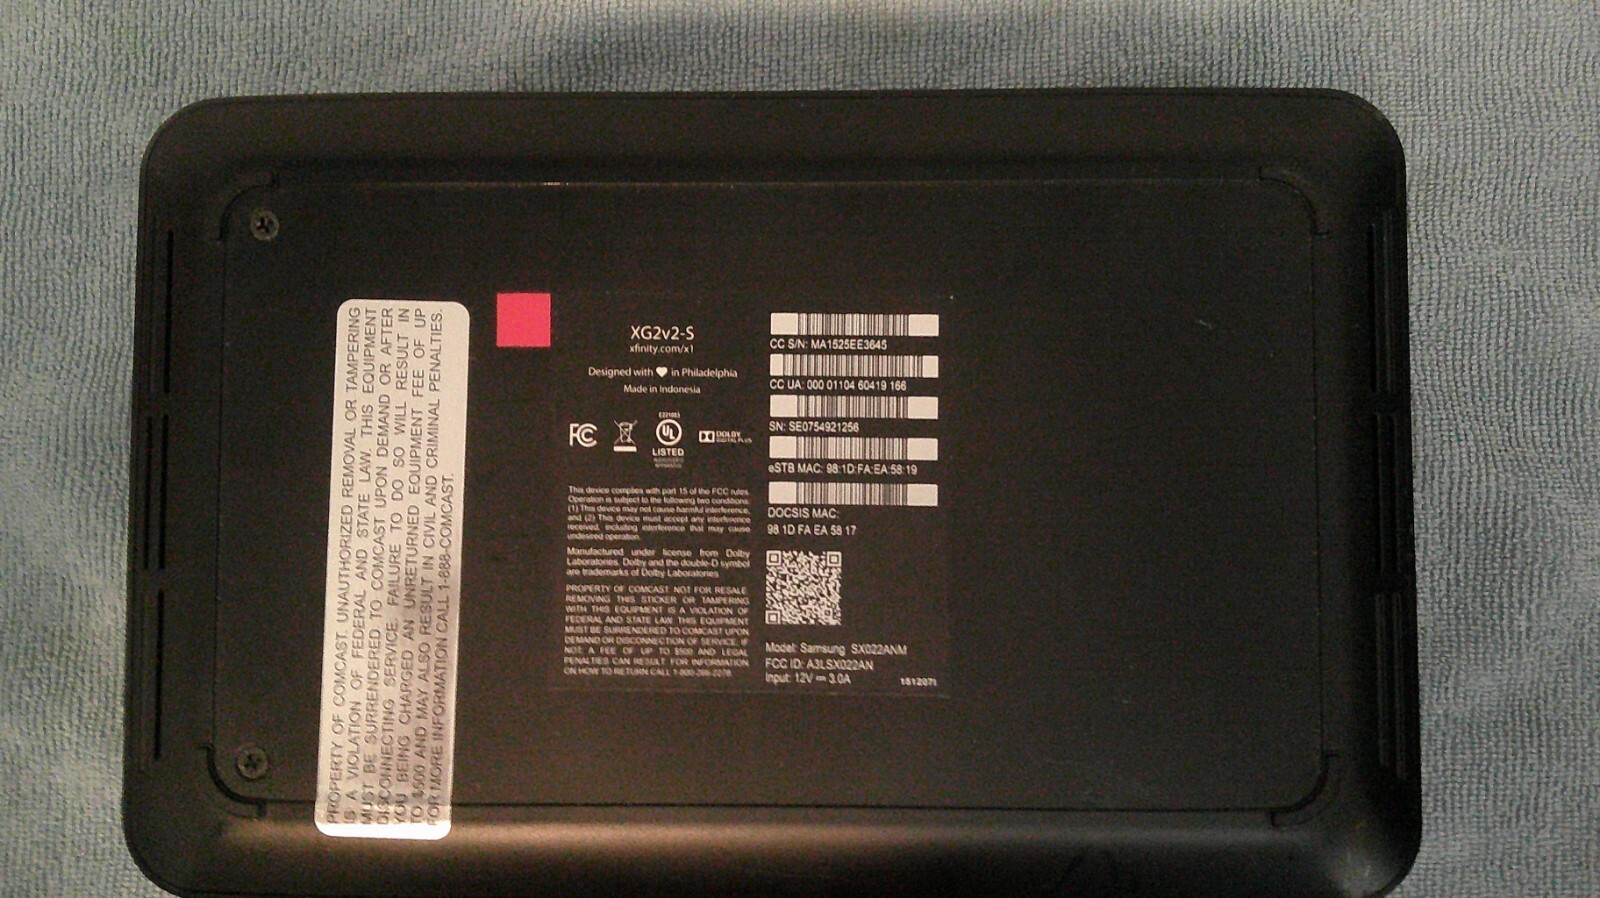 PROPERTY OF COMCAST. UNAUTHORIZED REMOVAL OR TAMPERING
IS A VIOLATION OF FEDERAL AND STATE LAW. THIS EQUIPMENT
MUST BE SURRENDERED TO COMCAST UPON DEMAND OR AFTER
DISCONNECTING SERVICE. FAILURE TO DO SO WILL RESULT IN
YOU BEING CHARGED AN UNRETURNED EQUIPMENT FEE OF UP
TO $500 AND MAY ALSO RESULT IN CIVIL AND CRIMINAL PENALTIES.
FOR MORE INFORMATION CALL 1-888-COMCAST.
XG2v2-S
xfinity.com/x1
Designed with ♥ in Philadelphia
Made in Indonesia
FC
UL
LISTED
DOLBY
DIGITAL PLUS
This device complies with part 15 of the FCC rules.
Operation is subject to the following two conditions:
(1) This device may not cause harmful interference,
and (2) This device must accept any interference
received, including interference that may cause
undesired operation.
Manufactured under license from Dolby
Laboratories. Dolby and the double-D symbol
are trademarks of Dolby Laboratories
PROPERTY OF COMCAST NOT FOR RESALE
REMOVING THIS STICKER OR TAMPERING
WITH THIS EQUIPMENT IS A VIOLATION OF
FEDERAL AND STATE LAW. THIS EQUIPMENT
MUST BE SURRENDERED TO COMCAST UPON
DEMAND OR DISCONNECTION OF SERVICE. IF
NOT, A FEE OF UP TO $500 AND LEGAL
PENALTIES CAN RESULT. FOR INFORMATION
ON HOW TO RETURN CALL 1-800-266-2278.
CC S/N: MA1525EE3645
CC UA: 000 01104 60419 166
SN: SE0754921256
eSTB MAC: 98:1D:FA:EA:58:19
DOCSIS MAC:
98 1D FA EA 58 17
Model: Samsung SX022ANM
FCC ID: A3LSX022AN
Input: 12V ⎓ 3.0A
151207I